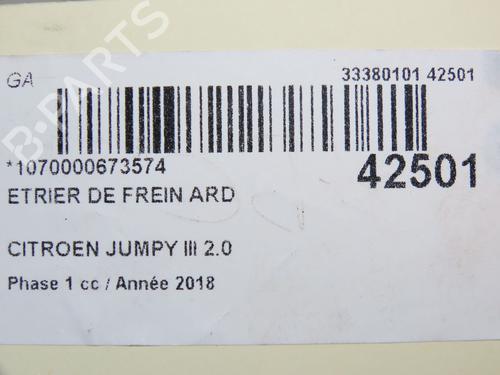 GA
33380101 42501
*1070000673574
42501
ETRIER DE FREIN ARD
CITROEN JUMPY III 2.0
Phase 1 cc / Année 2018
B-PARTS